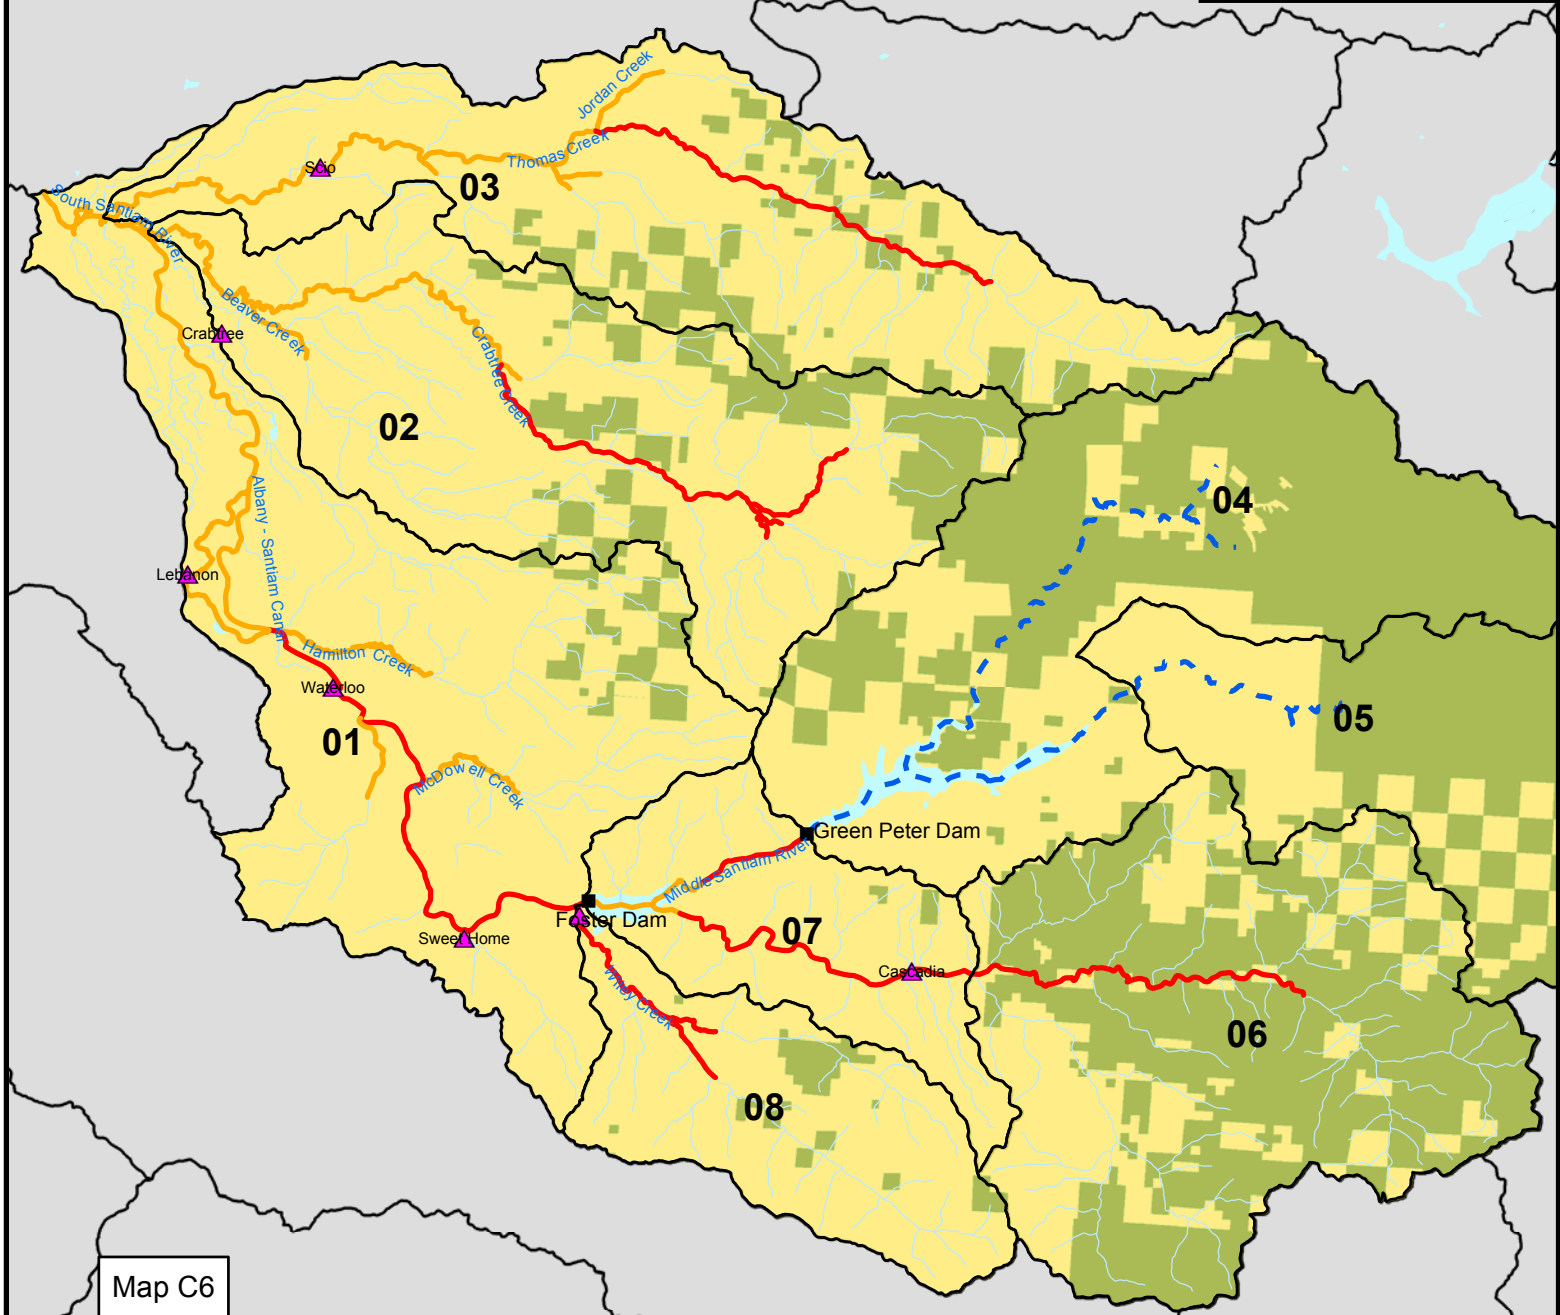 Jordan Creek
Thomas Creek
Scio
03
South Santiam River
Beaver Creek
Crabtree
Crabtree Creek
02
04
Albany - Santiam Canal
Lebanon
Hamilton Creek
Waterloo
05
01
McDowell Creek
Green Peter Dam
Middle Santiam River
Foster Dam
07
Sweet Home
Cascadia
Wiley Creek
06
08
Map C6